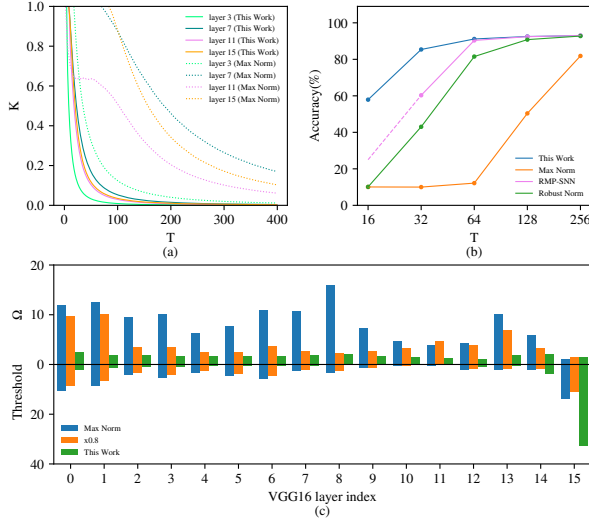 1.0
0.8
0.6
0.4
0.2
0.0
K
0 100 200 300 400
T
(a)
layer 3 (This Work)
layer 7 (This Work)
layer 11 (This Work)
layer 15 (This Work)
layer 3 (Max Norm)
layer 7 (Max Norm)
layer 11 (Max Norm)
layer 15 (Max Norm)
100
80
60
40
20
0
Accuracy(%)
16 32 64 128 256
T
(b)
This Work
Max Norm
RMP-SNN
Robust Norm
20
10
0
20
40
Ω
Threshold
Max Norm
x0.8
This Work
0 1 2 3 4 5 6 7 8 9 10 11 12 13 14 15
VGG16 layer index
(c)